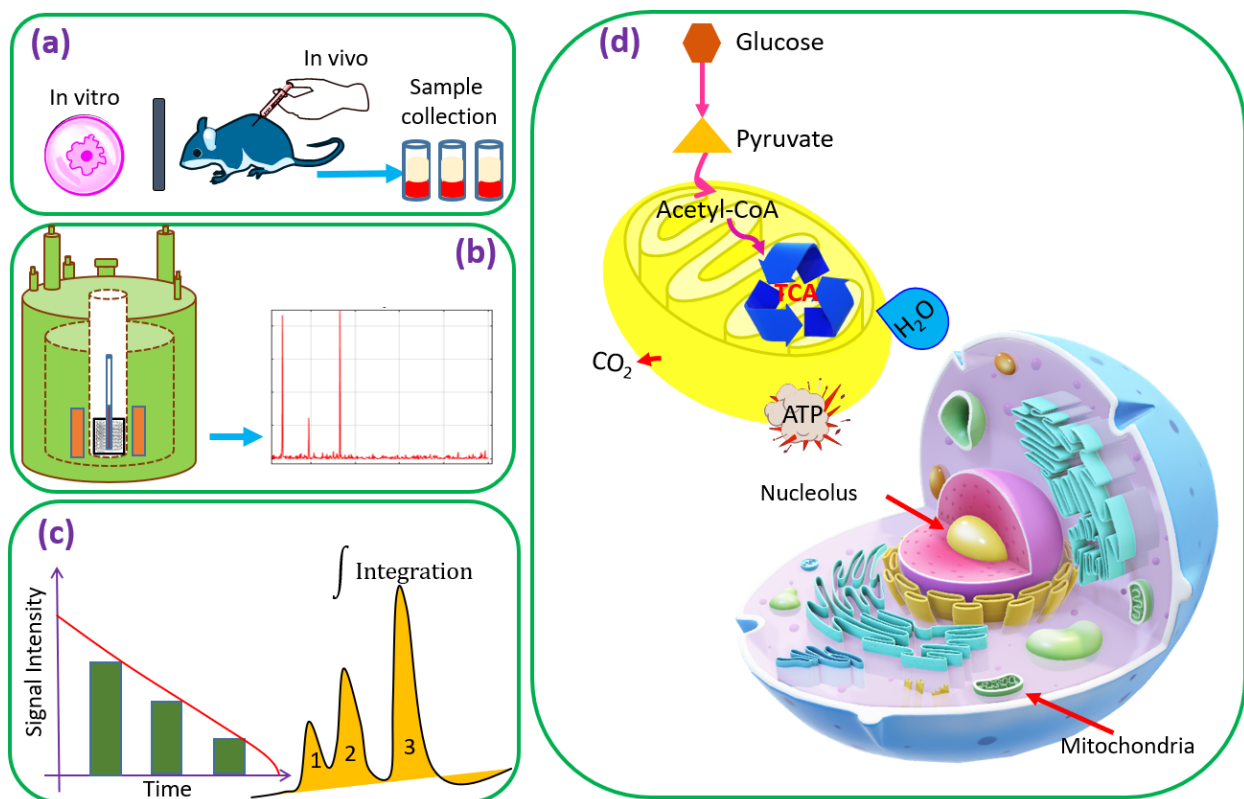 (a)
In vitro
In vivo
Sample
collection
(b)
(c)
Signal Intensity
Time
∫ Integration
1
2
3
(d)
Glucose
Pyruvate
Acetyl-CoA
TCA
H₂O
CO₂
ATP
Nucleolus
Mitochondria